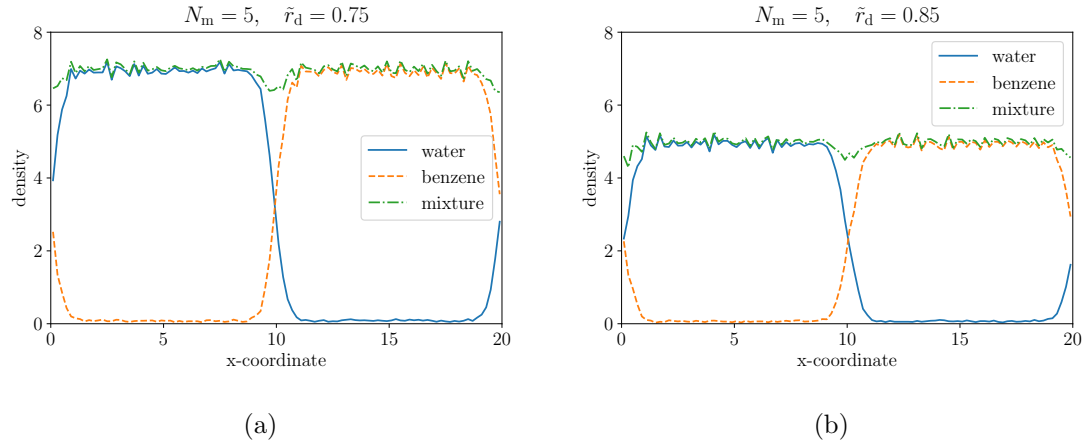 N_m = 5, r̃_d = 0.75
density
8
6
4
2
0
water
benzene
mixture
0 5 10 15 20
x-coordinate
(a)
N_m = 5, r̃_d = 0.85
density
8
6
4
2
0
water
benzene
mixture
0 5 10 15 20
x-coordinate
(b)